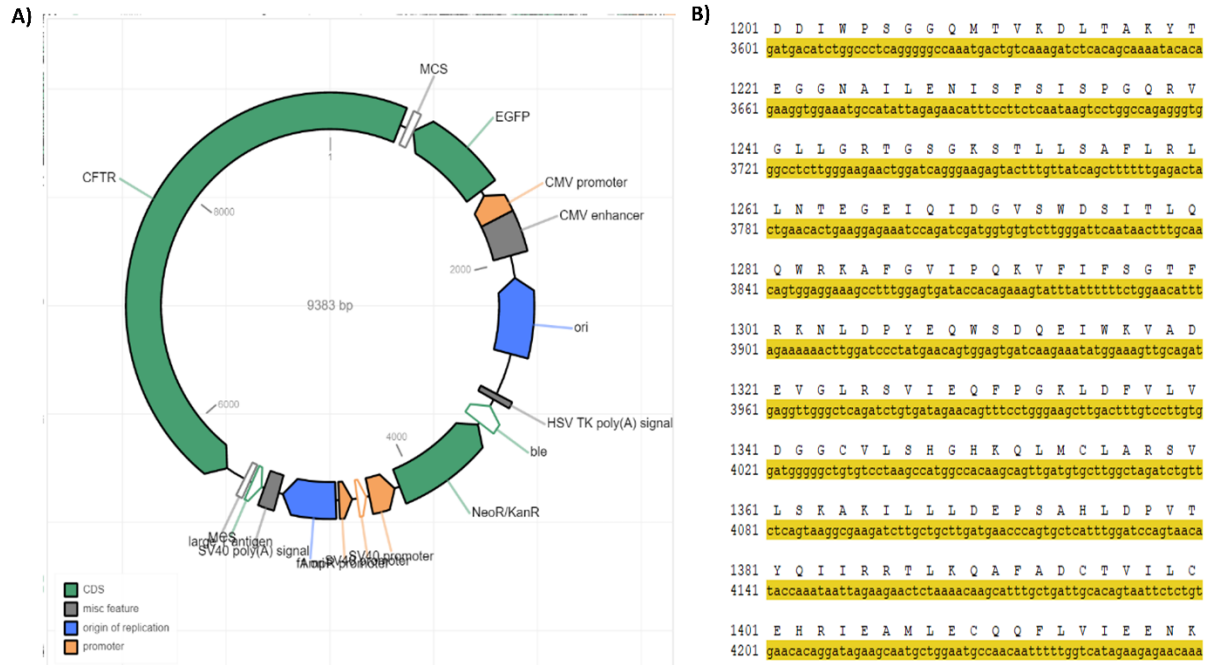 A)
MCS
EGFP
CFTR
1
CMV promoter
8000
CMV enhancer
2000
9383 bp
ori
6000
HSV TK poly(A) signal
4000
ble
NeoR/KanR
MCS
antigen
SV40 poly(A) signal
SV40 promoter
CDS
misc feature
origin of replication
promoter
B)
1201 D D I W P S G G Q M T V K D L T A K Y T
3601 gatgacatctggccctcagggggccaaatgactgtcaaagatctcacagcaaaatacaca
1221 E G G N A I L E N I S F S I S P G Q R V
3661 gaaggtggaaatgccatattagagaacatttccttctcaataagtcctggccagagggtg
1241 G L L G R T G S G K S T L L S A F L R L
3721 ggcctcttgggaagaactggatcagggaagagtactttgttatcagcttttttgagacta
1261 L N T E G E I Q I D G V S W D S I T L Q
3781 ctgaacactgaaggagaaatccagatcgatggtgtgtcttgggattcaataactttgcaa
1281 Q W R K A F G V I P Q K V F I F S G T F
3841 cagtggaggaaagcctttggagtgataccacagaaagtatttattttttctggaacattt
1301 R K N L D P Y E Q W S D Q E I W K V A D
3901 agaaaaaacttggatccctatgaacagtggagtgatcaagaaatatggaaagttgcagat
1321 E V G L R S V I E Q F P G K L D F V L V
3961 gaggttgggctcagatctgtgatagaacagtttcctgggaagcttgactttgtccttgtg
1341 D G G C V L S H G H K Q L M C L A R S V
4021 gatgggggctgtgtcctaagccatggccacaagcagttgatgtgcttggctagatctgtt
1361 L S K A K I L L L D E P S A H L D P V T
4081 ctcagtaaggcgaagatcttgctgcttgatgaacccagtgctcatttggatccagtaaca
1381 Y Q I I R R T L K Q A F A D C T V I L C
4141 taccaaataattagaagaactctaaaacaagcatttgctgattgcacagtaattctctgt
1401 E H R I E A M L E C Q Q F L V I E E N K
4201 gaacacaggatagaagcaatgctggaatgccaacaatttttggtcatagaagagaacaaa